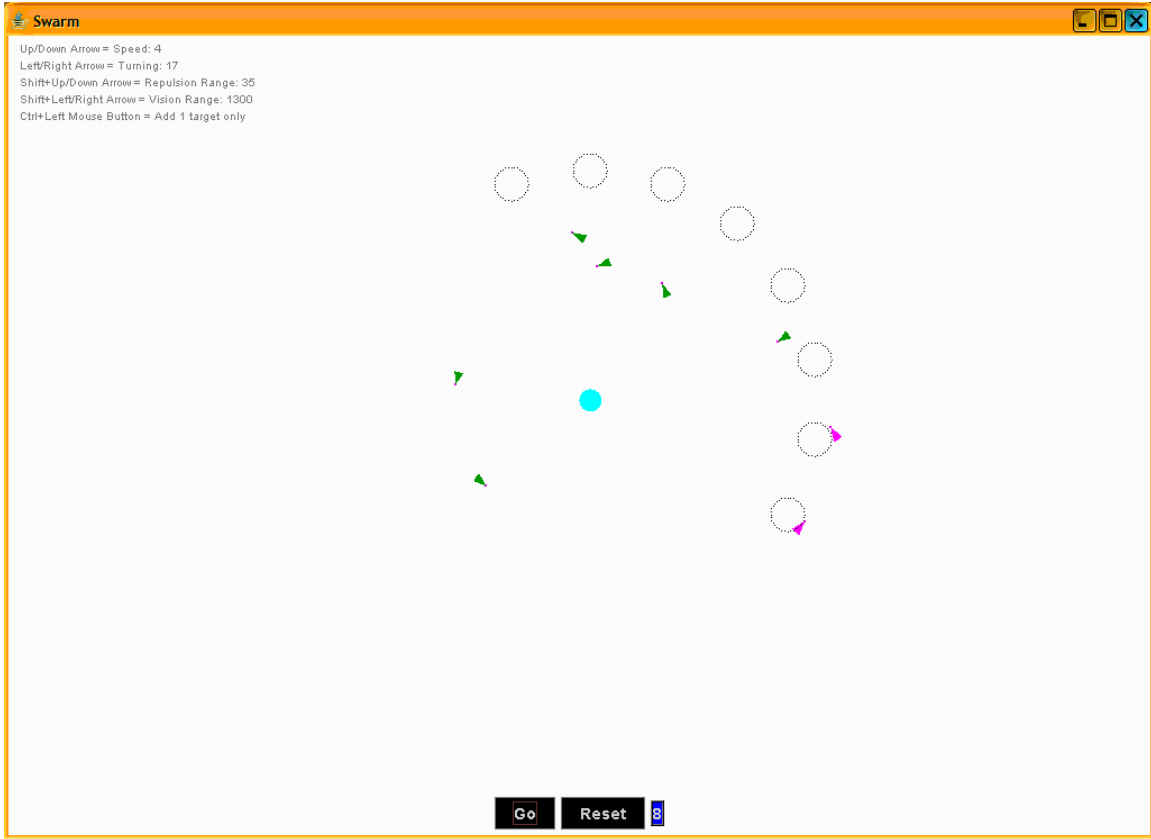 Swarm
Up/Down Arrow = Speed: 4
Left/Right Arrow = Turning: 17
Shift+Up/Down Arrow = Repulsion Range: 35
Shift+Left/Right Arrow = Vision Range: 1300
Ctrl+Left Mouse Button = Add 1 target only
Go Reset 8